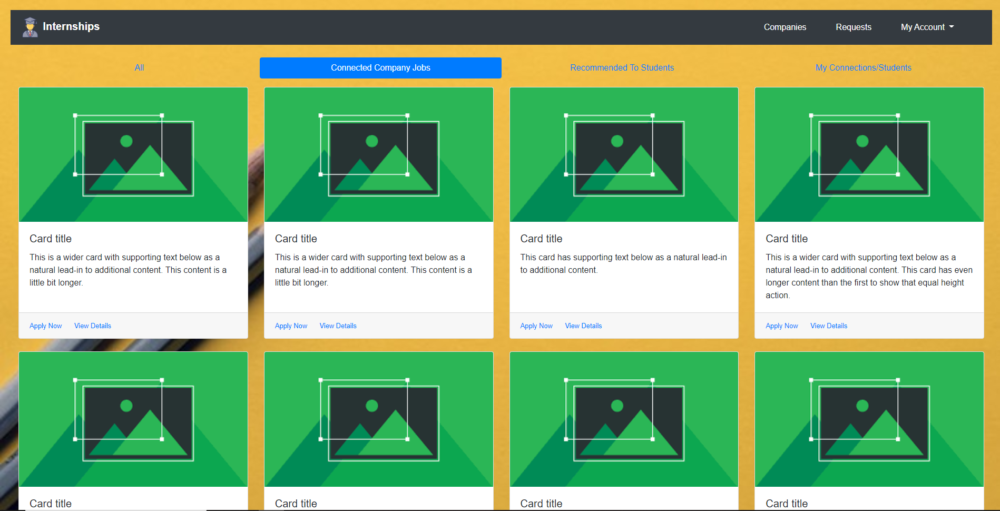 Internships
Companies
Requests
My Account
All
Connected Company Jobs
Recommended To Students
My Connections/Students
Card title
This is a wider card with supporting text below as a
natural lead-in to additional content. This content is a
little bit longer.
Apply Now
View Details
Card title
This is a wider card with supporting text below as a
natural lead-in to additional content. This content is a
little bit longer.
Apply Now
View Details
Card title
This card has supporting text below as a natural lead-in
to additional content.
Apply Now
View Details
Card title
This is a wider card with supporting text below as a
natural lead-in to additional content. This card has even
longer content than the first to show that equal height
action.
Apply Now
View Details
Card title
Card title
Card title
Card title